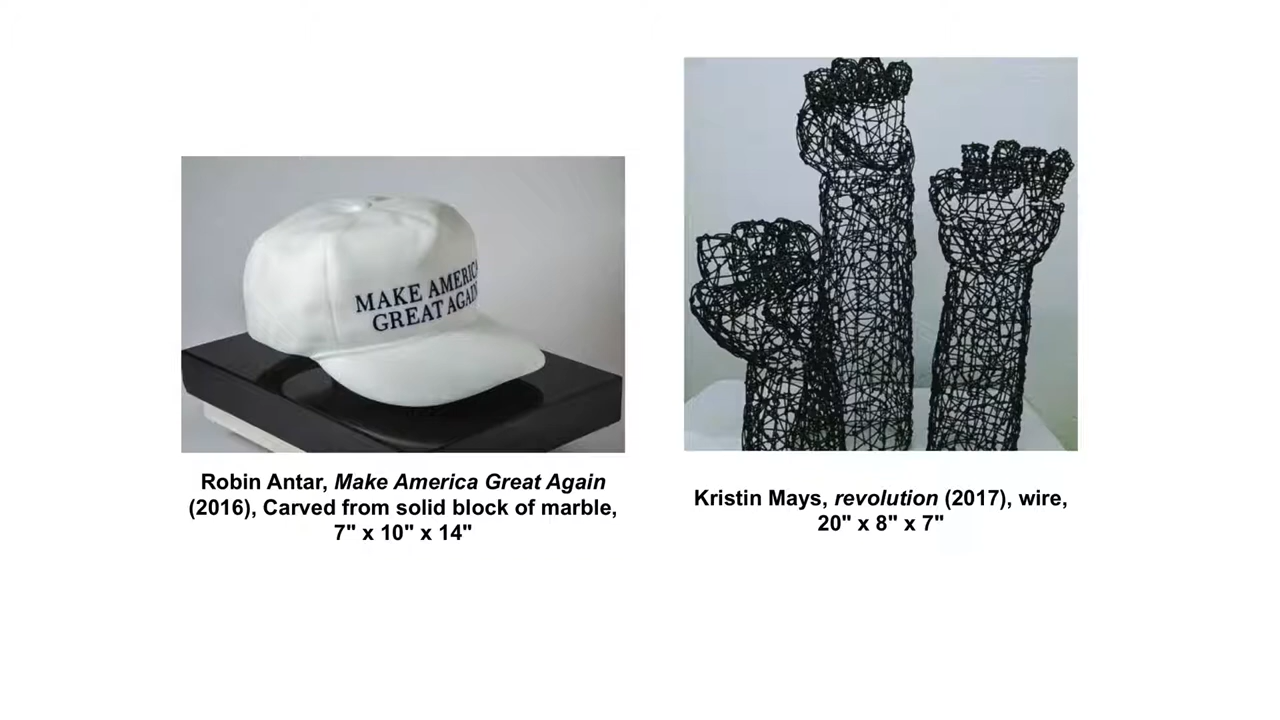 MAKE AMERICA
GREAT AGAIN
Robin Antar, Make America Great Again
(2016), Carved from solid block of marble,
7" x 10" x 14"
Kristin Mays, revolution (2017), wire,
20" x 8" x 7"